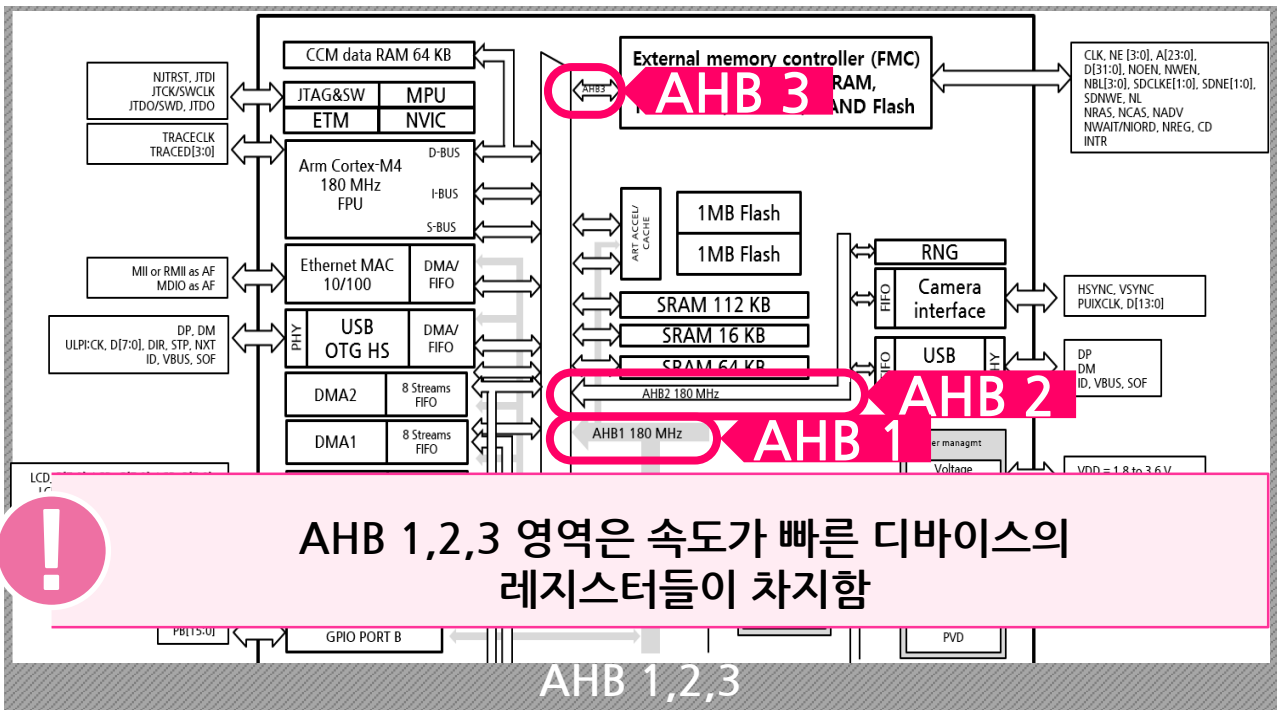 CCM data RAM 64 KB
External memory controller (FMC)
RAM,
AND Flash
AHB3
AHB 3
CLK, NE [3:0], A[23:0],
D[31:0], NOEN, NWEN,
NBL[3:0], SDCLKE[1:0], SDNE[1:0],
SDNWE, NL
NRAS, NCAS, NADV
NWAIT/NIORD, NREG, CD
INTR
NJTRST, JTDI
JTCK/SWCLK
JTDO/SWD, JTDO
JTAG&SW
MPU
ETM
NVIC
TRACECLK
TRACED[3:0]
Arm Cortex-M4
180 MHz
FPU
D-BUS
I-BUS
S-BUS
ART ACCEL/
CACHE
1MB Flash
1MB Flash
RNG
MII or RMII as AF
MDIO as AF
Ethernet MAC
10/100
DMA/
FIFO
SRAM 112 KB
SRAM 16 KB
SRAM 64 KB
FIFO
Camera
interface
HSYNC, VSYNC
PUIXCLK, D[13:0]
DP, DM
ULPI:CK, D[7:0], DIR, STP, NXT
ID, VBUS, SOF
PHY
USB
OTG HS
DMA/
FIFO
FIFO
USB
DP
DM
ID, VBUS, SOF
DMA2
8 Streams
FIFO
AHB2 180 MHz
AHB 2
DMA1
8 Streams
FIFO
AHB1 180 MHz
AHB 1
managmt
Voltage
VDD = 1.8 to 3.6 V
!
AHB 1,2,3 영역은 속도가 빠른 디바이스의
레지스터들이 차지함
PB[15:0]
GPIO PORT B
PVD
AHB 1,2,3